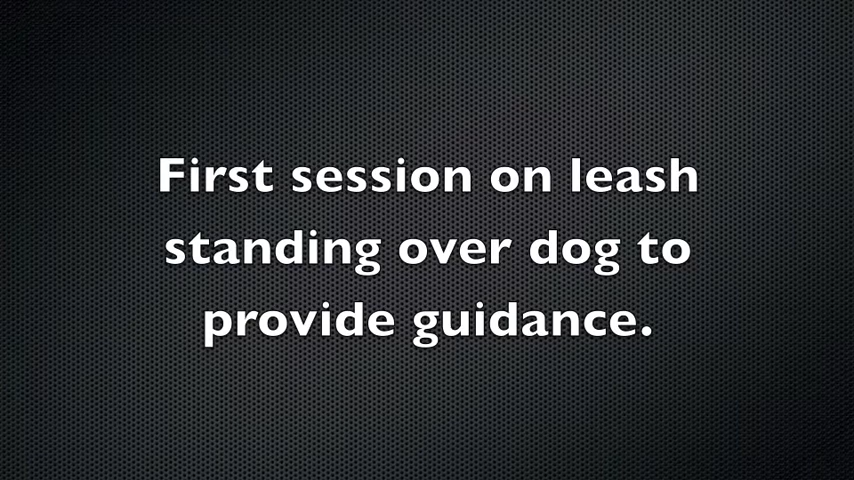 First session on leash
standing over dog to
provide guidance.